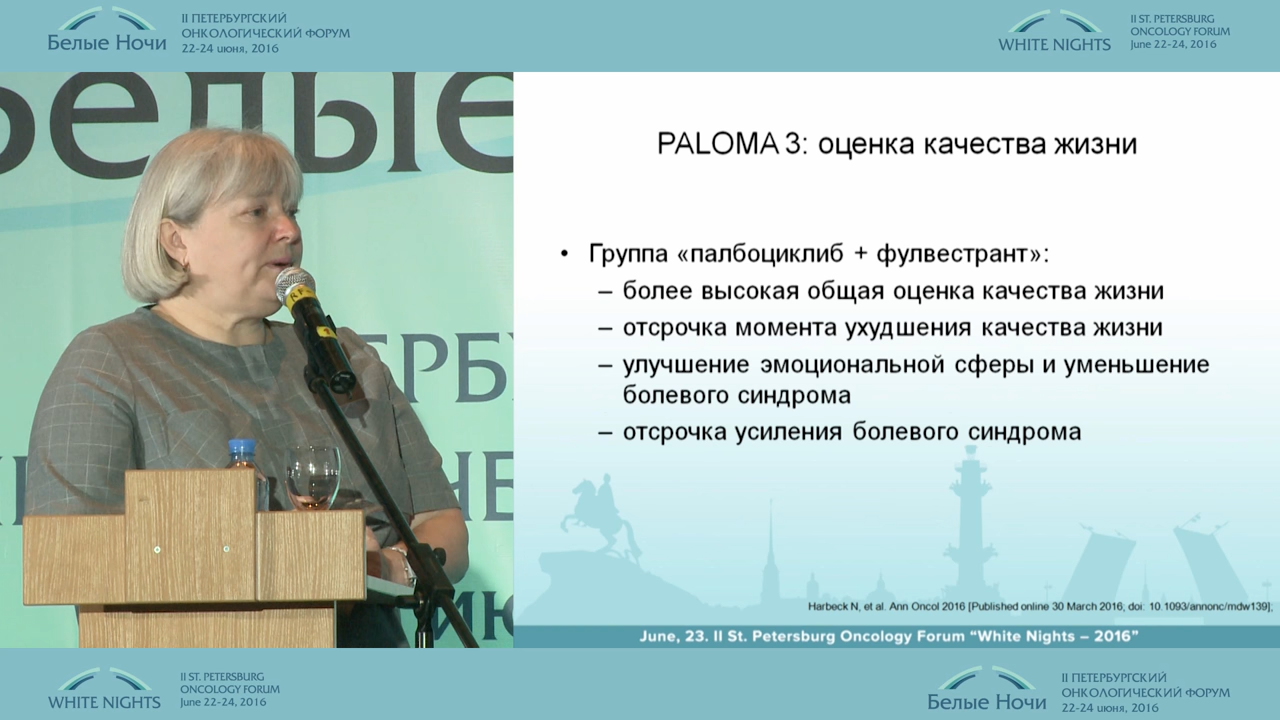 Белые Ночи
II ПЕТЕРБУРГСКИЙ
ОНКОЛОГИЧЕСКИЙ ФОРУМ
22-24 июня, 2016
WHITE NIGHTS
II ST. PETERSBURG
ONCOLOGY FORUM
June 22-24, 2016
Белые
PALOMA 3: оценка качества жизни
• Группа «палбоциклиб + фулвестрант»:
– более высокая общая оценка качества жизни
– отсрочка момента ухудшения качества жизни
– улучшение эмоциональной сферы и уменьшение
болевого синдрома
– отсрочка усиления болевого синдрома
Harbeck N, et al. Ann Oncol 2016 [Published online 30 March 2016; doi: 10.1093/annonc/mdw139].
June, 23. II St. Petersburg Oncology Forum “White Nights – 2016”
WHITE NIGHTS
II ST. PETERSBURG
ONCOLOGY FORUM
June 22-24, 2016
Белые Ночи
II ПЕТЕРБУРГСКИЙ
ОНКОЛОГИЧЕСКИЙ ФОРУМ
22-24 июня, 2016